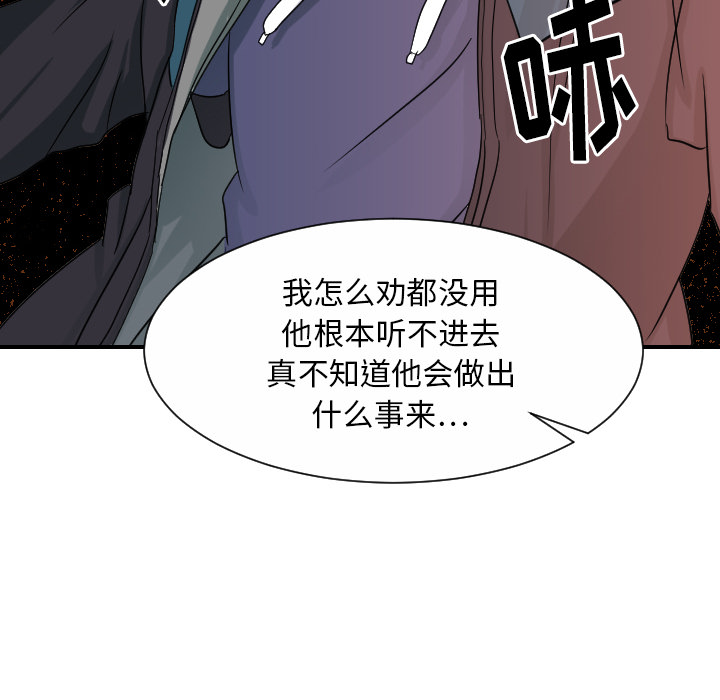 哧
我怎么劝都没用
他根本听不进去
真不知道他会做出
什么事来...